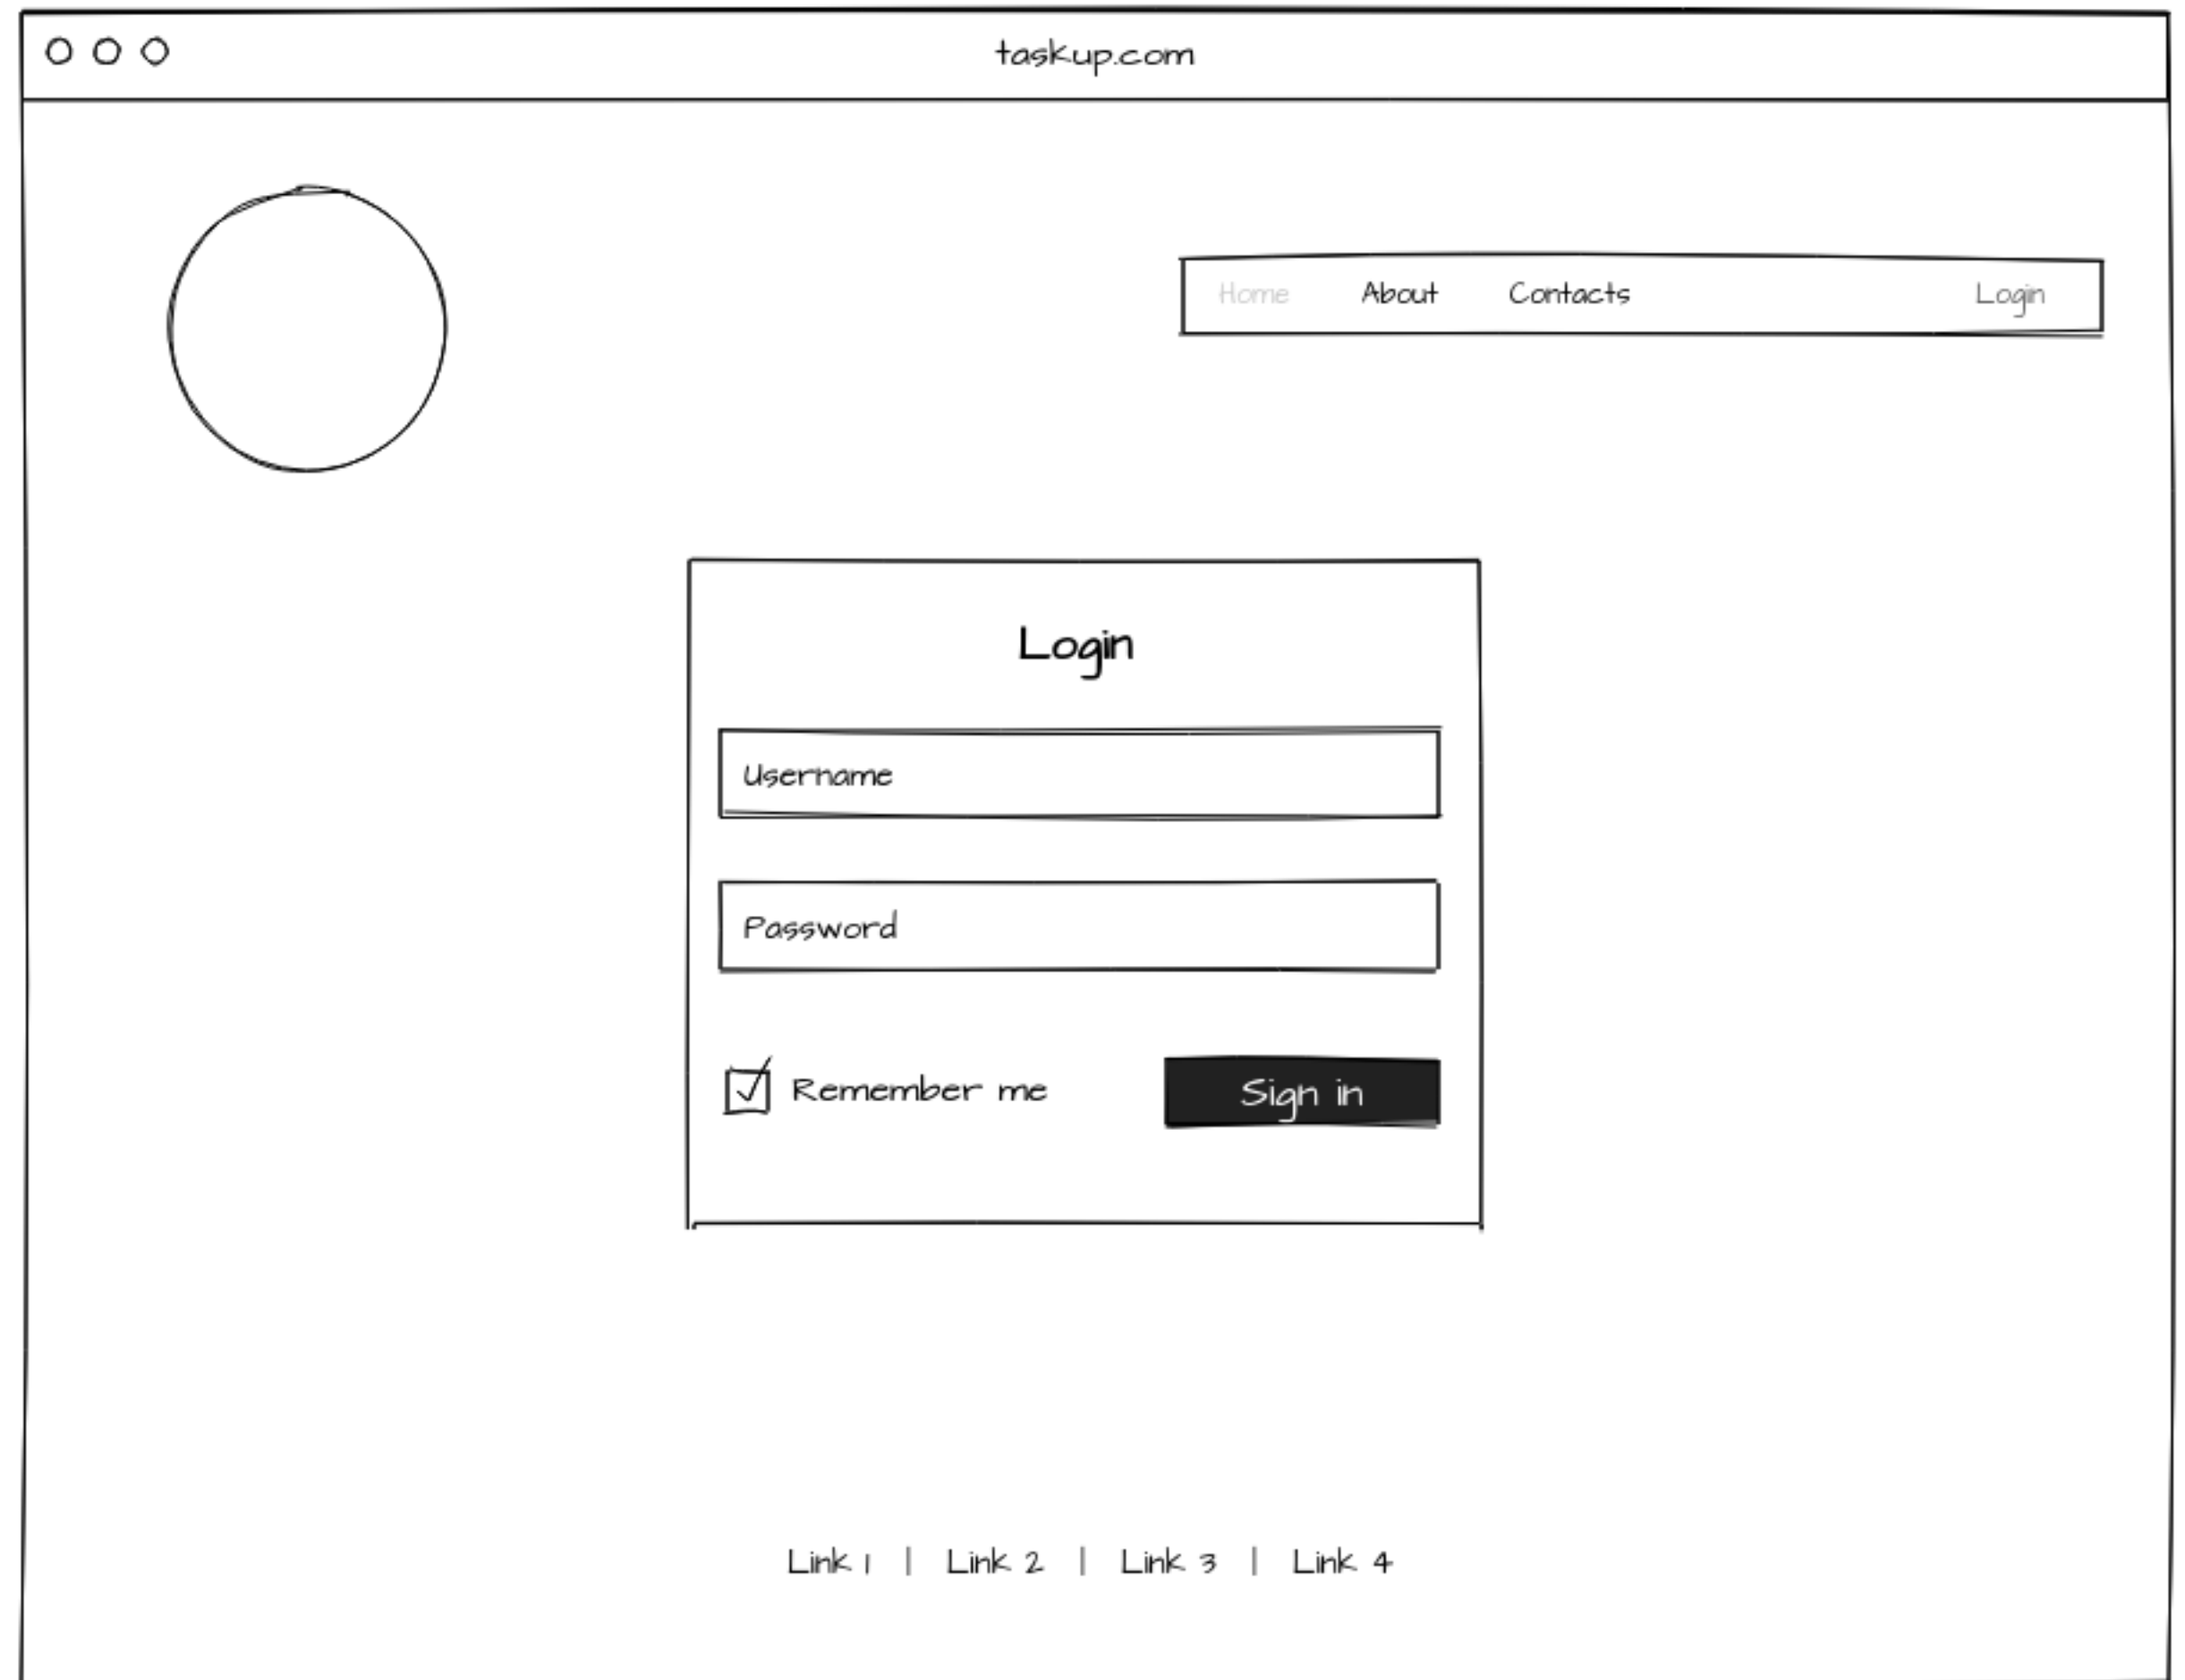 taskup.com
Home About Contacts Login
Login
Username
Password
Remember me Sign in
Link 1 | Link 2 | Link 3 | Link 4